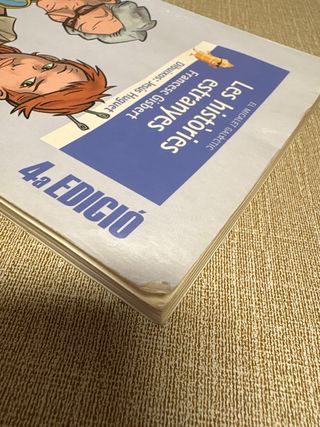 EL MICALET GALÀCTIC
Les històries
estranyes
Francesc Gisbert
Dibuixos: Jesús Huguet
4a EDICIÓ